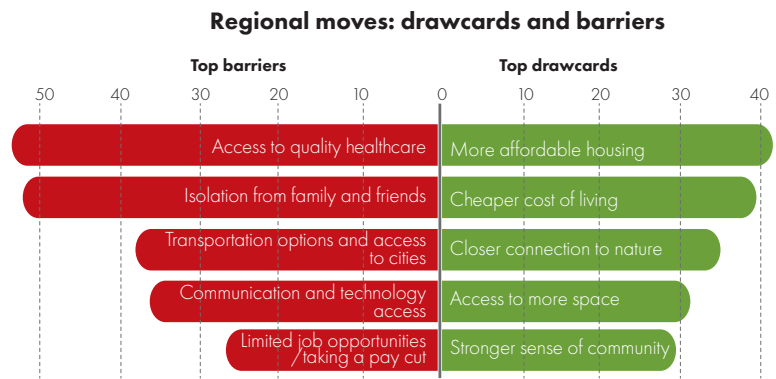 Regional moves: drawcards and barriers
Top barriers
Top drawcards
50 40 30 20 10 0 10 20 30 40
Access to quality healthcare
More affordable housing
Isolation from family and friends
Cheaper cost of living
Transportation options and access
to cities
Closer connection to nature
Communication and technology
access
Access to more space
Limited job opportunities
/taking a pay cut
Stronger sense of community